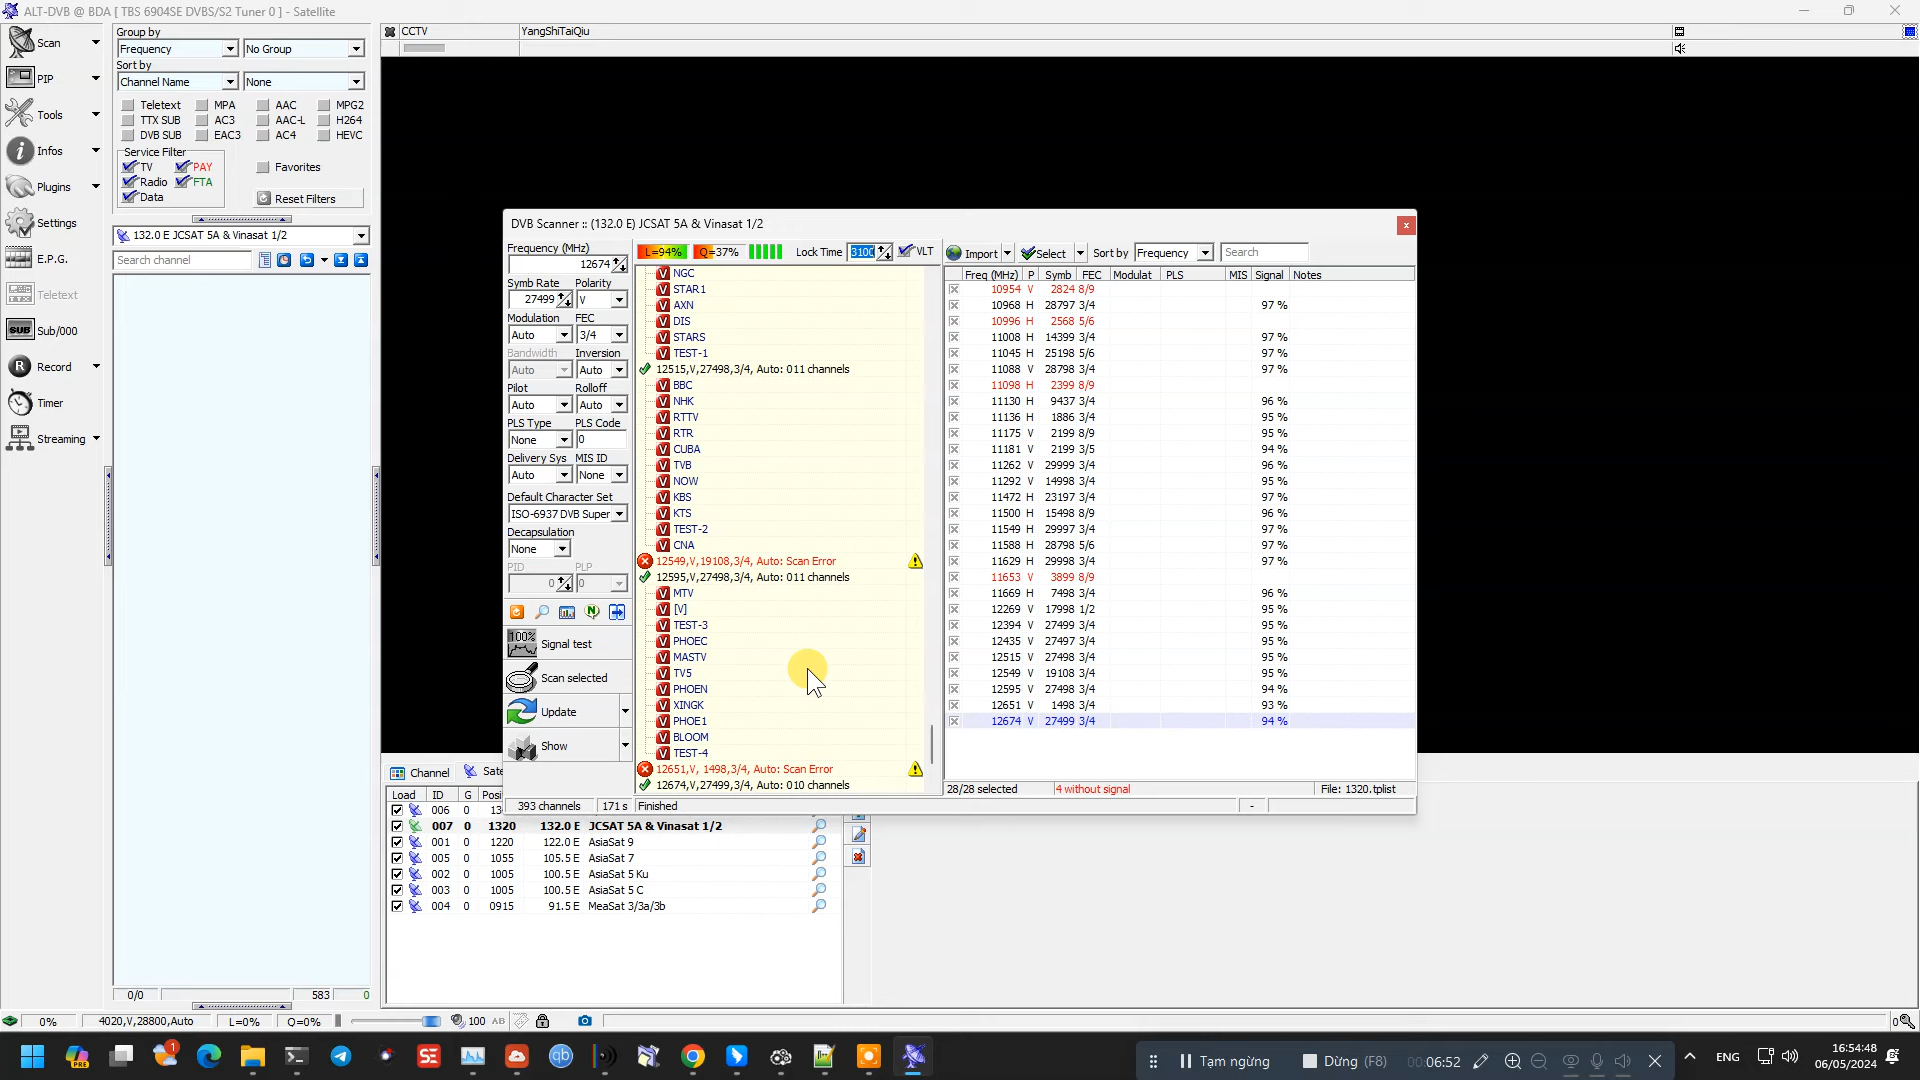 ALT-DVB @ BDA [ TBS 6904SE DVBS/S2 Tuner 0 ] - Satellite
Scan
PIP
Tools
Infos
Plugins
Settings
E.P.G.
Teletext
SUB Sub/000
R Record
Timer
Streaming
Group by
Frequency No Group
Sort by
Channel Name None
Teletext MPA AAC MPG2
TTX SUB AC3 AAC-L H264
DVB SUB EAC3 AC4 HEVC
Service Filter
TV PAY Favorites
Radio FTA
Data Reset Filters
132.0 E JCSAT 5A & Vinasat 1/2
Search channel
0/0 583 0
CCTV YangShiTaiQiu
DVB Scanner :: (132.0 E) JCSAT 5A & Vinasat 1/2
Frequency (MHz)
12674
Symb Rate Polarity
27499 V
Modulation FEC
Auto 3/4
Bandwidth Inversion
Auto Auto
Pilot Rolloff
Auto Auto
PLS Type PLS Code
None 0
Delivery Sys MIS ID
Auto None
Default Character Set
ISO-6937 DVB Super
Decapsulation
None
PID PLP
0 0
100% Signal test
Scan selected
Update
Show
L=94% Q=37% Lock Time 3100 VLT
V NGC
V STAR1
V AXN
V DIS
V STARS
V TEST-1
12515,V,27498,3/4, Auto: 011 channels
V BBC
V NHK
V RTTV
V RTR
V CUBA
V TVB
V NOW
V KBS
V KTS
V TEST-2
V CNA
12549,V,19108,3/4, Auto: Scan Error
12595,V,27498,3/4, Auto: 011 channels
V MTV
V [V]
V TEST-3
V PHOEC
V MASTV
V TV5
V PHOEN
V XINGK
V PHOE1
V BLOOM
V TEST-4
12651,V, 1498,3/4, Auto: Scan Error
12674,V,27499,3/4, Auto: 010 channels
Import Select Sort by Frequency Search
Freq (MHz) P Symb FEC Modulat PLS MIS Signal Notes
10954 V 2824 8/9
10968 H 28797 3/4 97 %
10996 H 2568 5/6
11008 H 14399 3/4 97 %
11045 H 25198 5/6 97 %
11088 V 28798 3/4 97 %
11098 H 2399 8/9
11130 H 9437 3/4 96 %
11136 H 1886 3/4 95 %
11175 V 2199 8/9 95 %
11181 V 2199 3/5 94 %
11262 V 29999 3/4 96 %
11292 V 14998 3/4 96 %
11472 H 23197 3/4 97 %
11500 H 15498 8/9 96 %
11549 H 29997 3/4 97 %
11588 H 28798 5/6 97 %
11629 H 29998 3/4 97 %
11653 V 3899 8/9
11669 H 7498 3/4 96 %
12269 V 17998 1/2 95 %
12394 V 27499 3/4 95 %
12435 V 27497 3/4 95 %
12515 V 27498 3/4 95 %
12549 V 19108 3/4 95 %
12595 V 27498 3/4 94 %
12651 V 1498 3/4 93 %
12674 V 27499 3/4 94 %
28/28 selected 4 without signal File: 1320.tplist
393 channels 171 s Finished -
Channel Sate
Load ID G Posi
006 0 13
007 0 1320 132.0 E JCSAT 5A & Vinasat 1/2
001 0 1220 122.0 E AsiaSat 9
005 0 1055 105.5 E AsiaSat 7
002 0 1005 100.5 E AsiaSat 5 Ku
003 0 1005 100.5 E AsiaSat 5 C
004 0 0915 91.5 E MeaSat 3/3a/3b
0% 4020,V,28800,Auto L=0% Q=0% 100 AB 0
PRE 1 SE qb
Tạm ngừng Dừng (F8) 00:06:52
ENG
16:54:48
06/05/2024